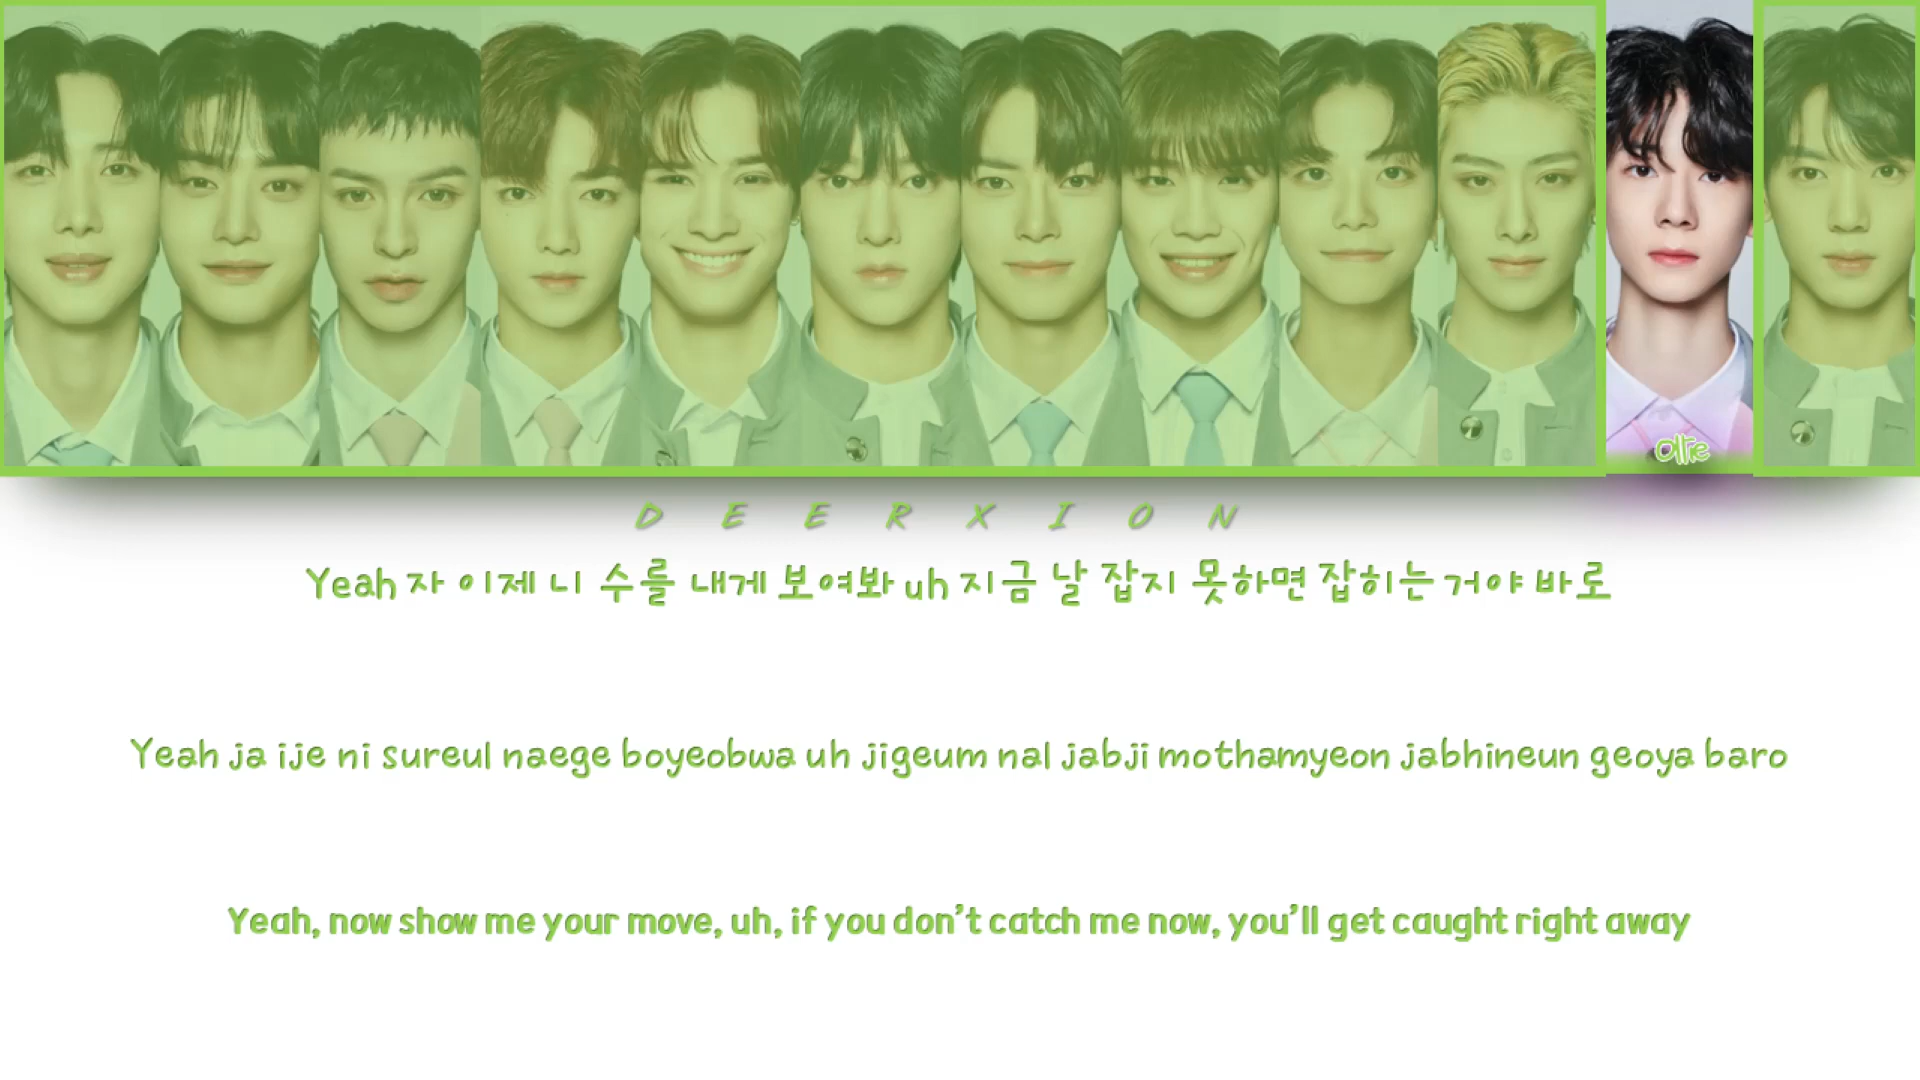 Ollie
DEERXION
Yeah 자 이제 니 수를 내게 보여봐 uh 지금 날 잡지 못하면 잡히는 거야 바로
Yeah ja ije ni sureul naege boyeobwa uh jigeum nal jabji mothamyeon jabhineun geoya baro
Yeah, now show me your move, uh, if you don't catch me now, you'll get caught right away